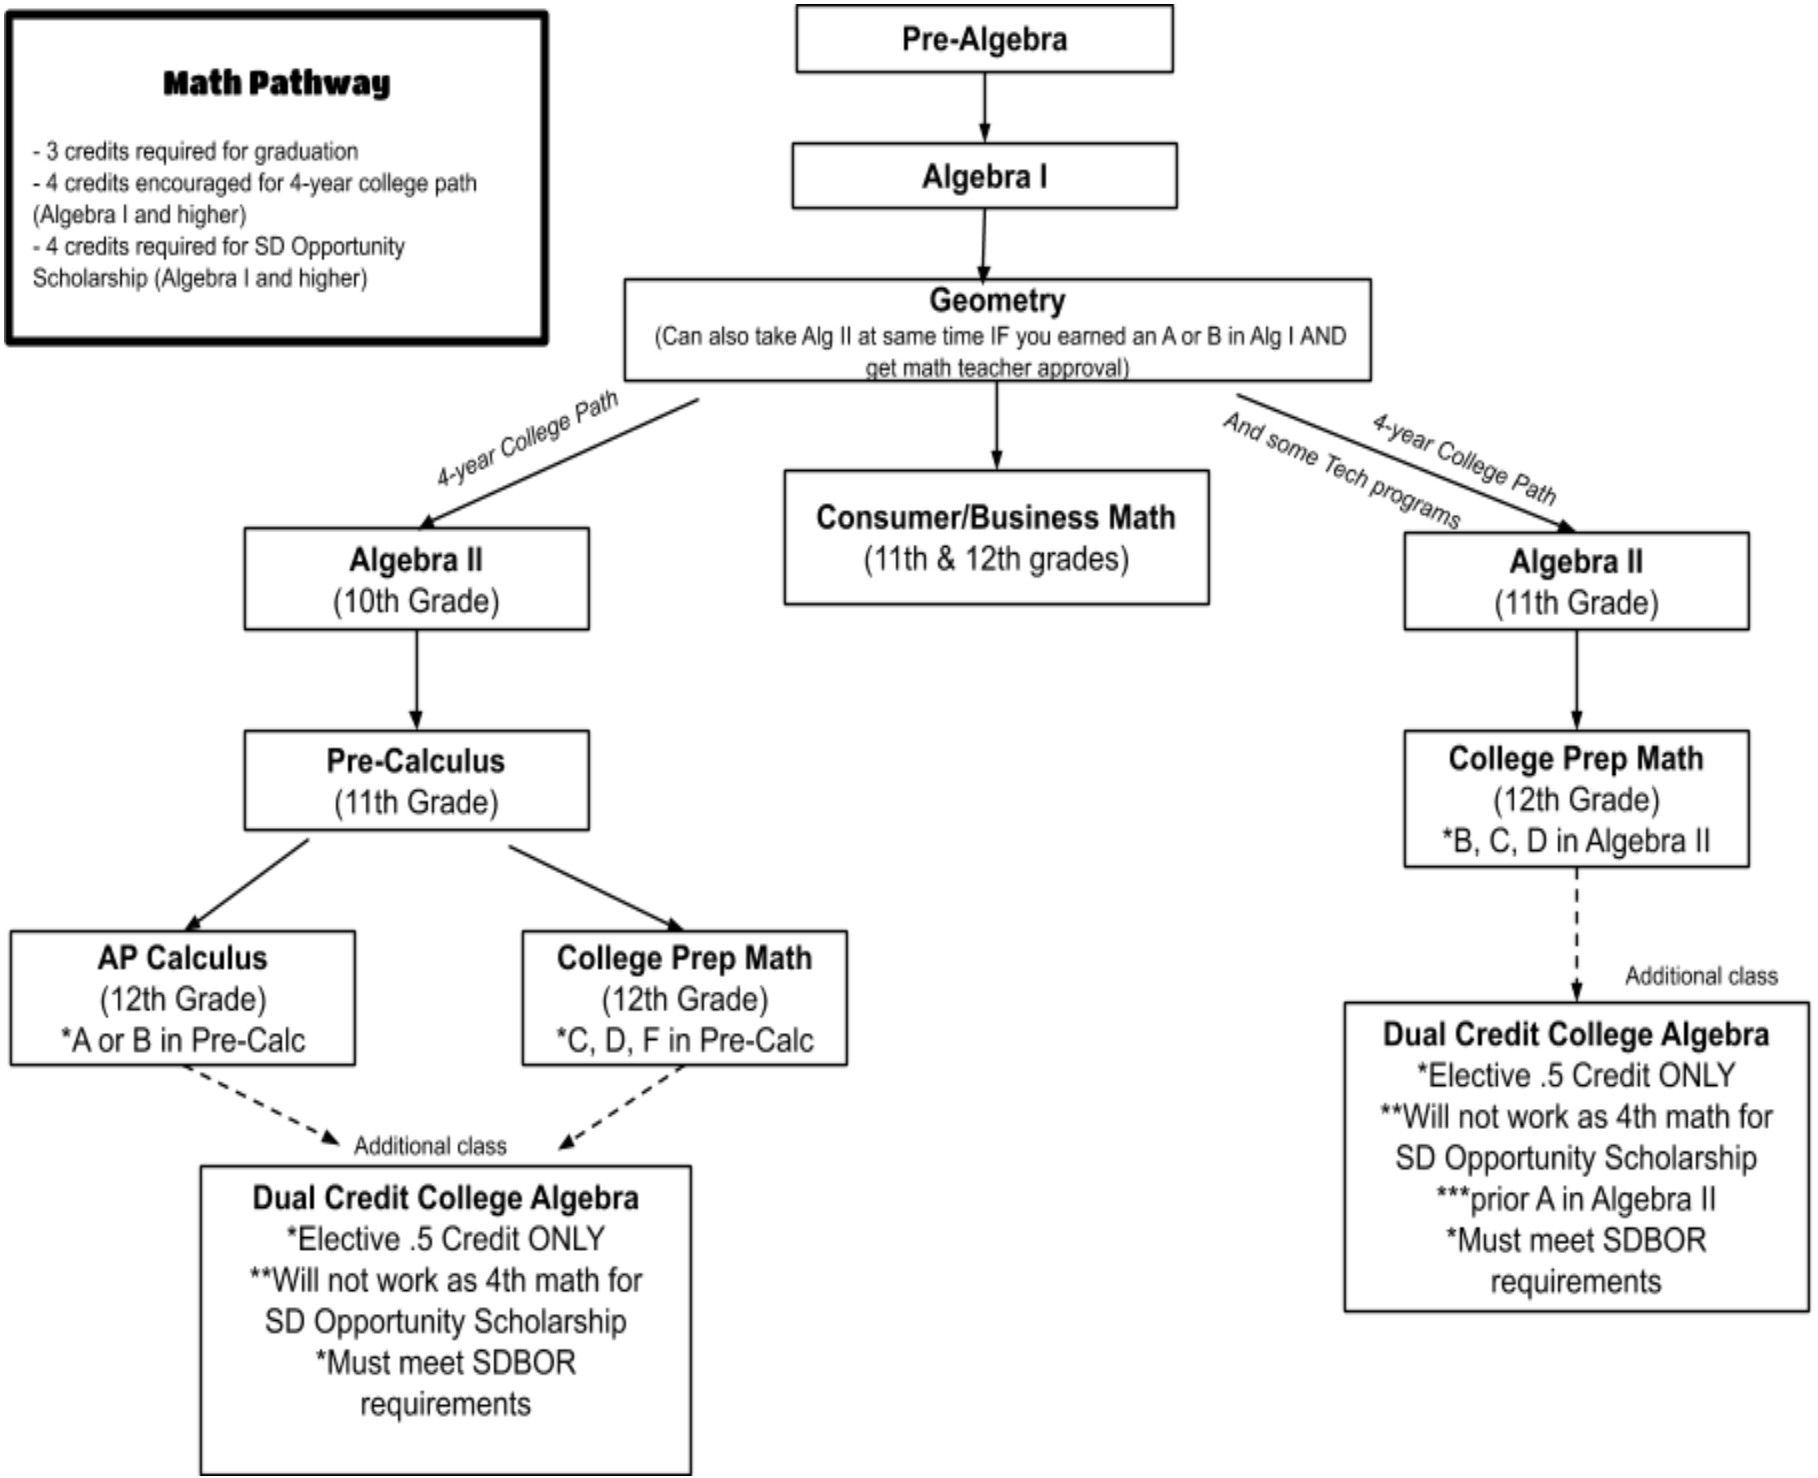 Math Pathway
- 3 credits required for graduation
- 4 credits encouraged for 4-year college path
(Algebra I and higher)
- 4 credits required for SD Opportunity
Scholarship (Algebra I and higher)
Pre-Algebra
Algebra I
Geometry
(Can also take Alg II at same time IF you earned an A or B in Alg I AND
get math teacher approval)
4-year College Path
4-year College Path
And some Tech programs
Algebra II
(10th Grade)
Consumer/Business Math
(11th & 12th grades)
Algebra II
(11th Grade)
Pre-Calculus
(11th Grade)
College Prep Math
(12th Grade)
*B, C, D in Algebra II
AP Calculus
(12th Grade)
*A or B in Pre-Calc
College Prep Math
(12th Grade)
*C, D, F in Pre-Calc
Additional class
Dual Credit College Algebra
*Elective .5 Credit ONLY
**Will not work as 4th math for
SD Opportunity Scholarship
***prior A in Algebra II
*Must meet SDBOR
requirements
Additional class
Dual Credit College Algebra
*Elective .5 Credit ONLY
**Will not work as 4th math for
SD Opportunity Scholarship
*Must meet SDBOR
requirements